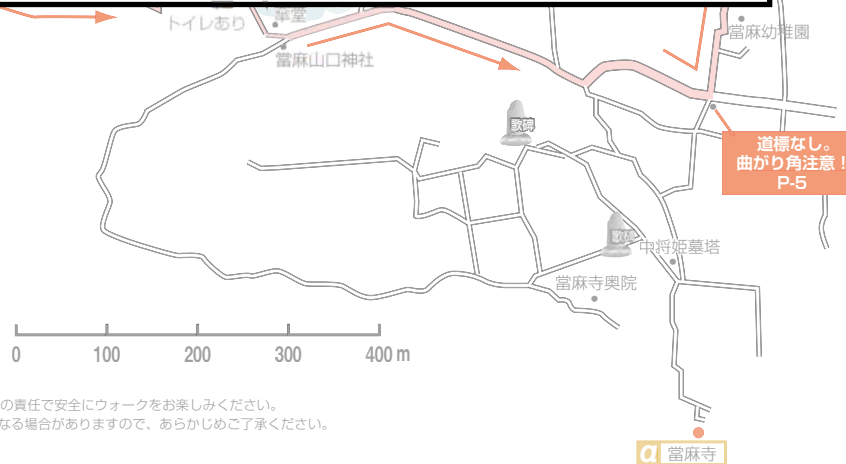 傘堂
トイレあり
當麻山口神社
當麻幼稚園
歌碑
道標なし。
曲がり角注意！
P-5
歌碑
中将姫墓塔
當麻寺奥院
0 100 200 300 400 m
の責任で安全にウォークをお楽しみください。
なる場合がありますので、あらかじめご了承ください。
a 當麻寺